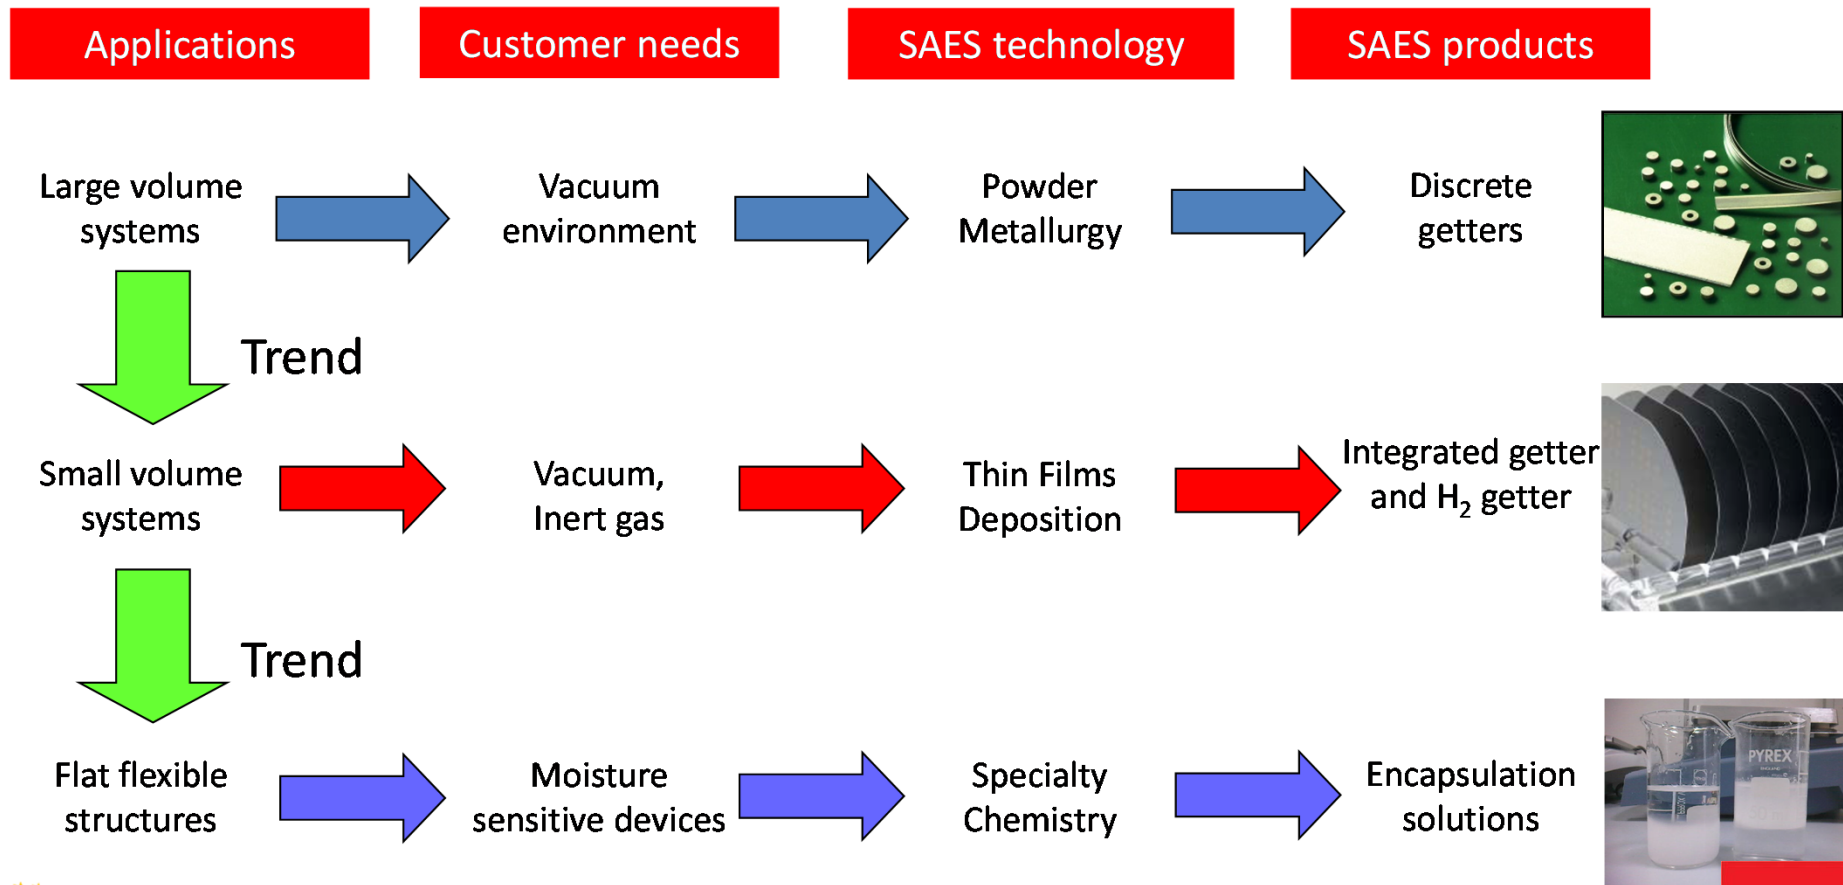 Applications
Customer needs
SAES technology
SAES products
Large volume
systems
Vacuum
environment
Powder
Metallurgy
Discrete
getters
Trend
Small volume
systems
Vacuum,
Inert gas
Thin Films
Deposition
Integrated getter
and H₂ getter
Trend
Flat flexible
structures
Moisture
sensitive devices
Specialty
Chemistry
Encapsulation
solutions
PYREX